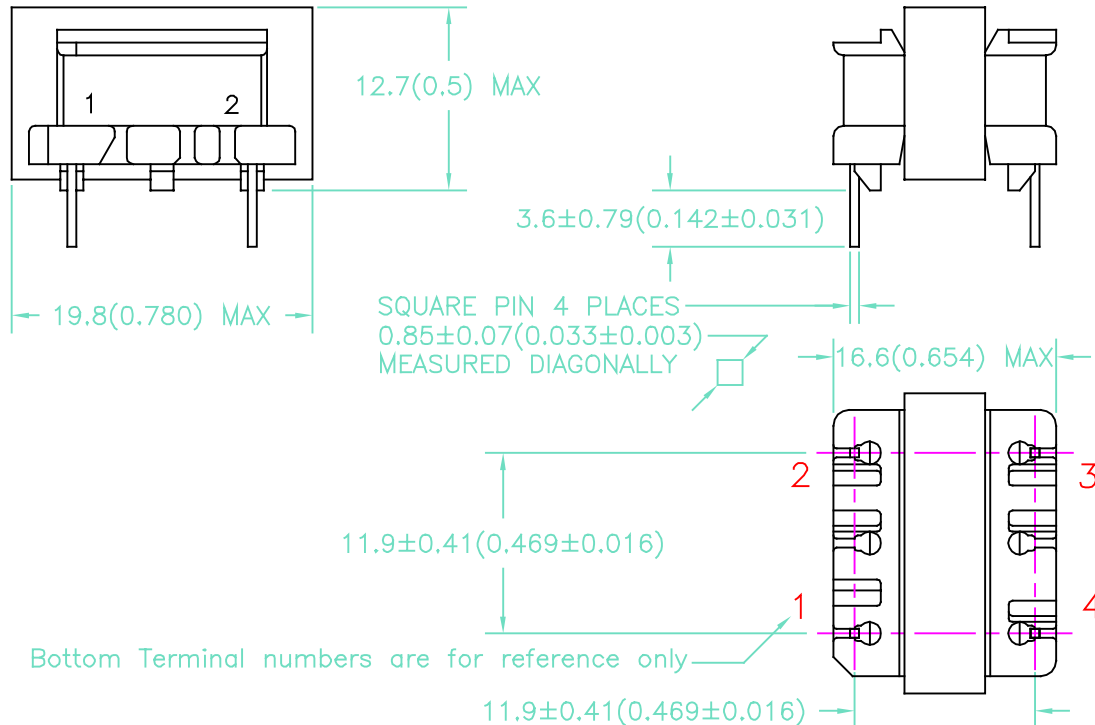 12.7(0.5) MAX
1 2
3.6±0.79(0.142±0.031)
19.8(0.780) MAX
SQUARE PIN 4 PLACES
0.85±0.07(0.033±0.003)
MEASURED DIAGONALLY
16.6(0.654) MAX
2 3
11.9±0.41(0.469±0.016)
1 4
Bottom Terminal numbers are for reference only
11.9±0.41(0.469±0.016)